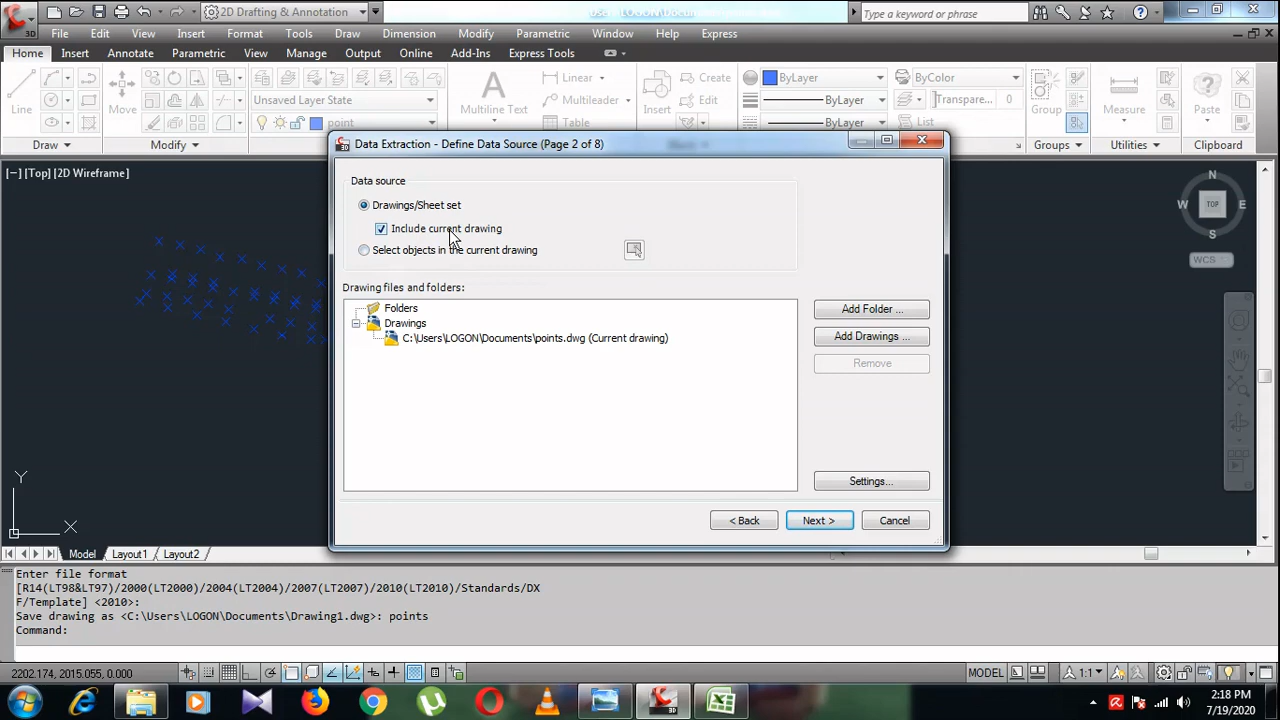 2D Drafting & Annotation
Users\LOGON\Docum
Type a keyword or phrase
3D
File Edit View Insert Format Tools Draw Dimension Modify Parametric Window Help Express
Home Insert Annotate Parametric View Manage Output Online Add-Ins Express Tools
Linear Create ByLayer ByColor
Line Move Unsaved Layer State Multiline Text Multileader Insert Edit ByLayer Transpare... 0 Group Measure Paste
point Table ByLayer List
Draw Modify Groups Utilities Clipboard
[−] [Top] [2D Wireframe]
Data Extraction - Define Data Source (Page 2 of 8)
Data source
Drawings/Sheet set
Include current drawing
Select objects in the current drawing
Drawing files and folders:
Folders
Drawings
C:\Users\LOGON\Documents\points.dwg (Current drawing)
Add Folder ...
Add Drawings ...
Remove
Settings...
< Back Next > Cancel
N
W TOP E
S
WCS
Y
X
Model Layout1 Layout2
Enter file format
[R14(LT98&LT97)/2000(LT2000)/2004(LT2004)/2007(LT2007)/2010(LT2010)/Standards/DX
F/Template] <2010>:
Save drawing as <C:\Users\LOGON\Documents\Drawing1.dwg>: points
Command:
2202.174, 2015.055, 0.000 MODEL 1:1
3D
2:18 PM
7/19/2020